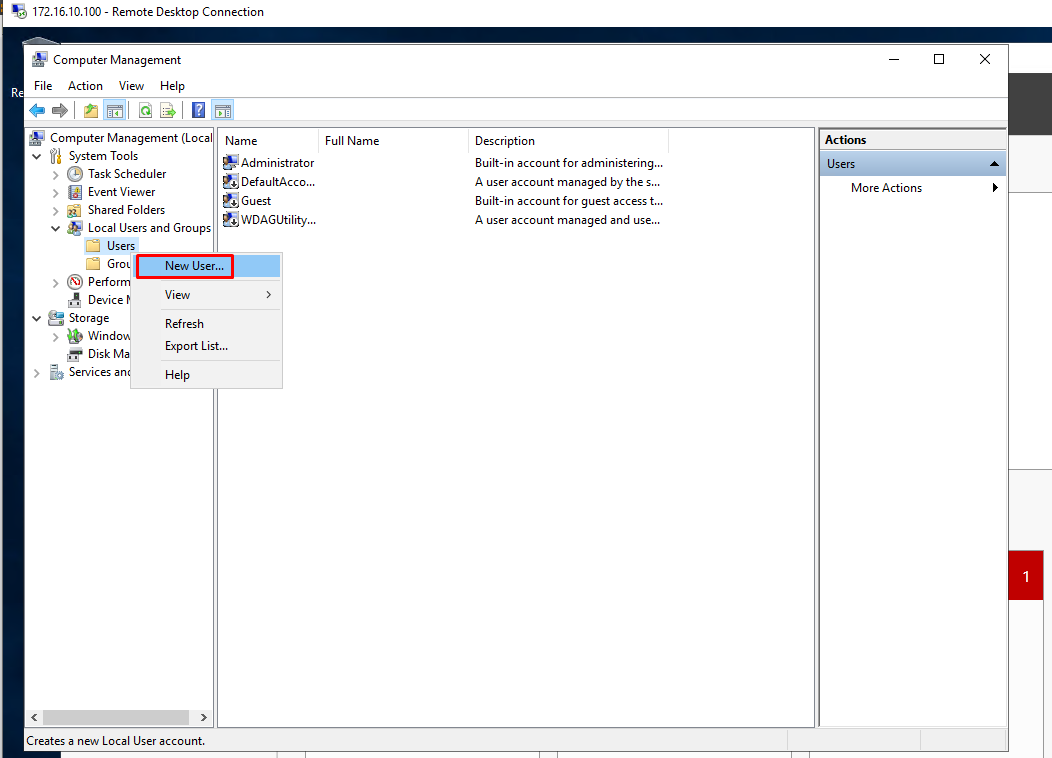 172.16.10.100 - Remote Desktop Connection
Computer Management
File Action View Help
Computer Management (Local
System Tools
Task Scheduler
Event Viewer
Shared Folders
Local Users and Groups
Users
Grou
Perform
Device M
Storage
Window
Disk Ma
Services and
New User...
View
Refresh
Export List...
Help
Name Full Name Description
Administrator Built-in account for administering...
DefaultAcco... A user account managed by the s...
Guest Built-in account for guest access t...
WDAGUtility... A user account managed and use...
Actions
Users
More Actions
1
Creates a new Local User account.